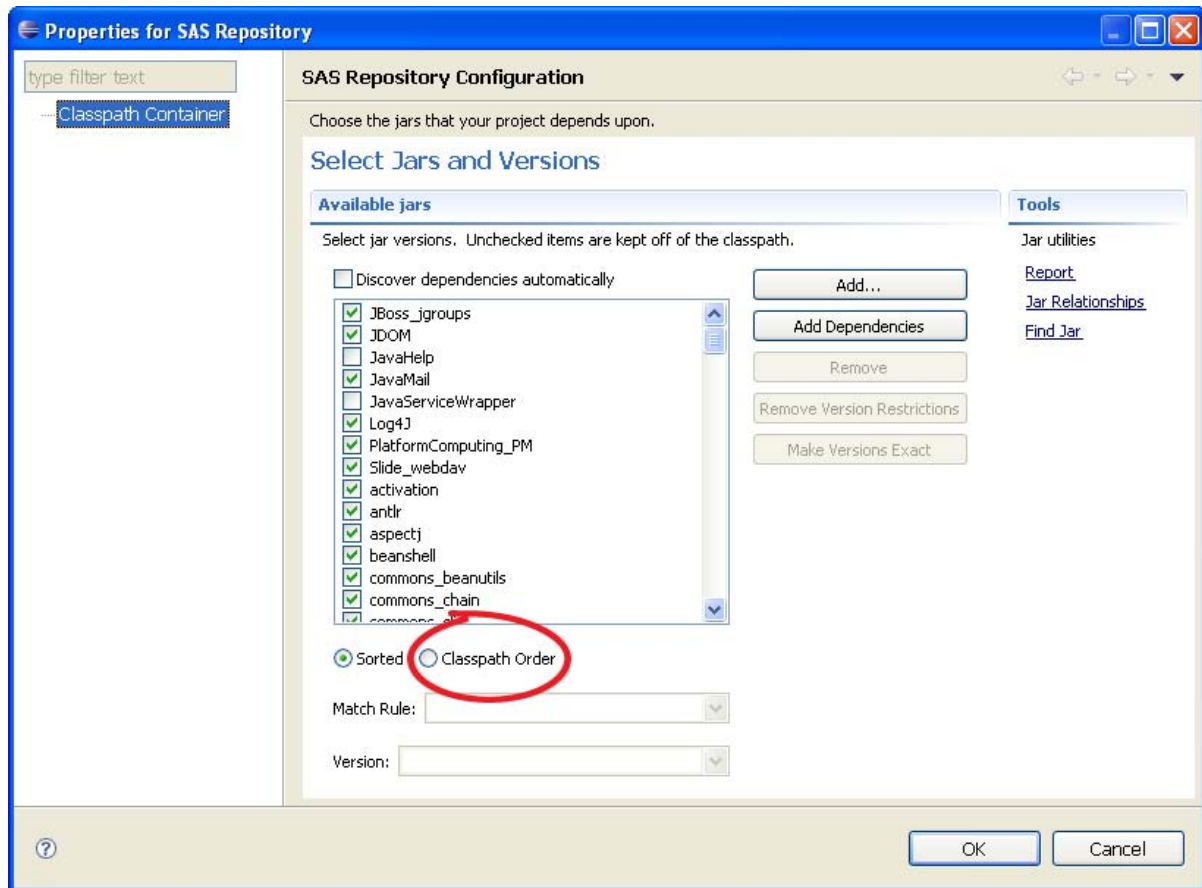 Properties for SAS Repository
type filter text
Classpath Container
SAS Repository Configuration
Choose the jars that your project depends upon.
Select Jars and Versions
Available jars
Select jar versions. Unchecked items are kept off of the classpath.
Discover dependencies automatically
JBoss_jgroups
JDOM
JavaHelp
JavaMail
JavaServiceWrapper
Log4J
PlatformComputing_PM
Slide_webdav
activation
antlr
aspectj
beanshell
commons_beanutils
commons_chain
Add...
Add Dependencies
Remove
Remove Version Restrictions
Make Versions Exact
Sorted
Classpath Order
Match Rule:
Version:
Tools
Jar utilities
Report
Jar Relationships
Find Jar
?
OK
Cancel